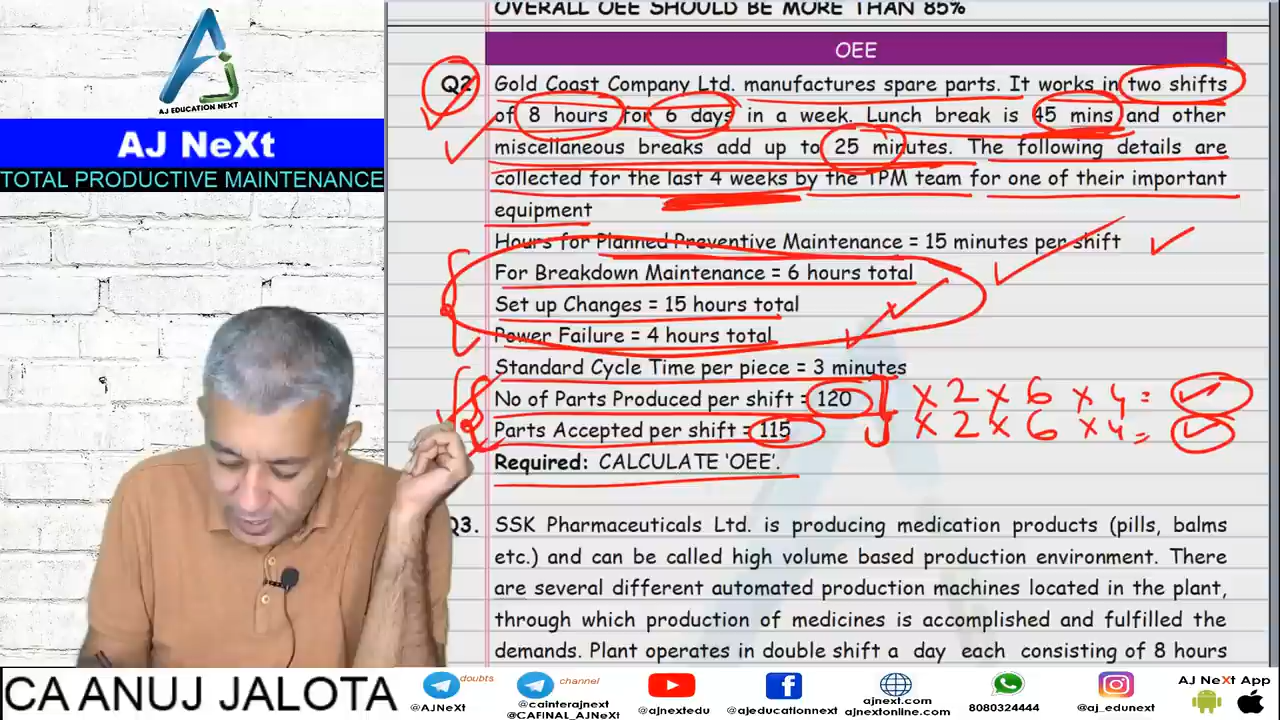 OVERALL OEE SHOULD BE MORE THAN 85%
AJ EDUCATION NEXT
AJ NeXt
TOTAL PRODUCTIVE MAINTENANCE
OEE
Q2 Gold Coast Company Ltd. manufactures spare parts. It works in two shifts
of 8 hours for 6 days in a week. Lunch break is 45 mins and other
miscellaneous breaks add up to 25 minutes. The following details are
collected for the last 4 weeks by the TPM team for one of their important
equipment
Hours for Planned Preventive Maintenance = 15 minutes per shift
For Breakdown Maintenance = 6 hours total
Set up Changes = 15 hours total
Power Failure = 4 hours total
Standard Cycle Time per piece = 3 minutes
No of Parts Produced per shift = 120 × 2 × 6 × 4 =
Parts Accepted per shift = 115 × 2 × 6 × 4 =
Required: CALCULATE 'OEE'.
Q3. SSK Pharmaceuticals Ltd. is producing medication products (pills, balms
etc.) and can be called high volume based production environment. There
are several different automated production machines located in the plant,
through which production of medicines is accomplished and fulfilled the
demands. Plant operates in double shift a day each consisting of 8 hours
CA ANUJ JALOTA
doubts
@AJNeXt
channel
@cainterajnext
@CAFINAL_AJNeXt
@ajnextedu
@ajeducationnext
ajnext.com
ajnextonline.com
8080324444
@aj_edunext
AJ NeXt App